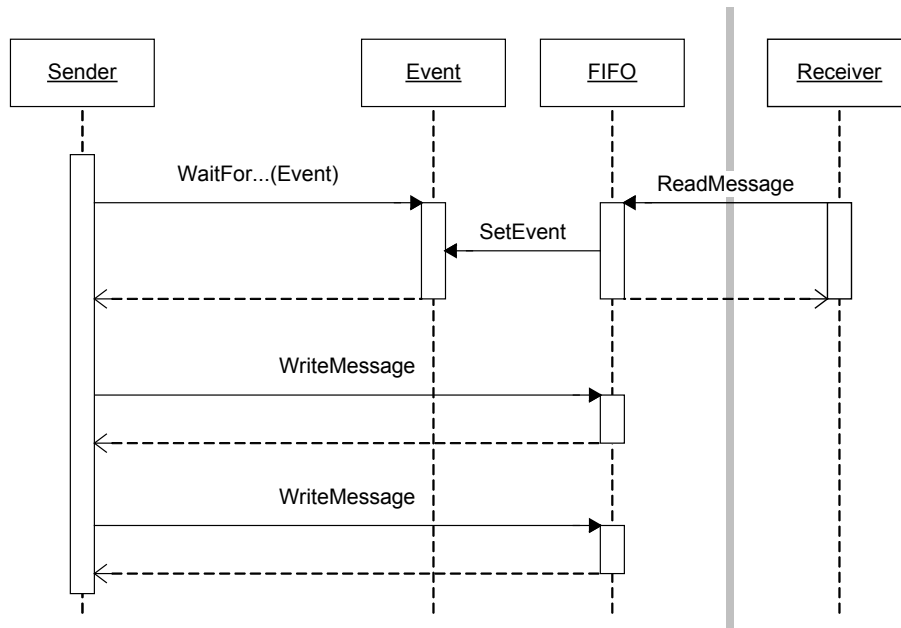 Sender
Event
FIFO
Receiver
WaitFor...(Event)
ReadMessage
SetEvent
WriteMessage
WriteMessage